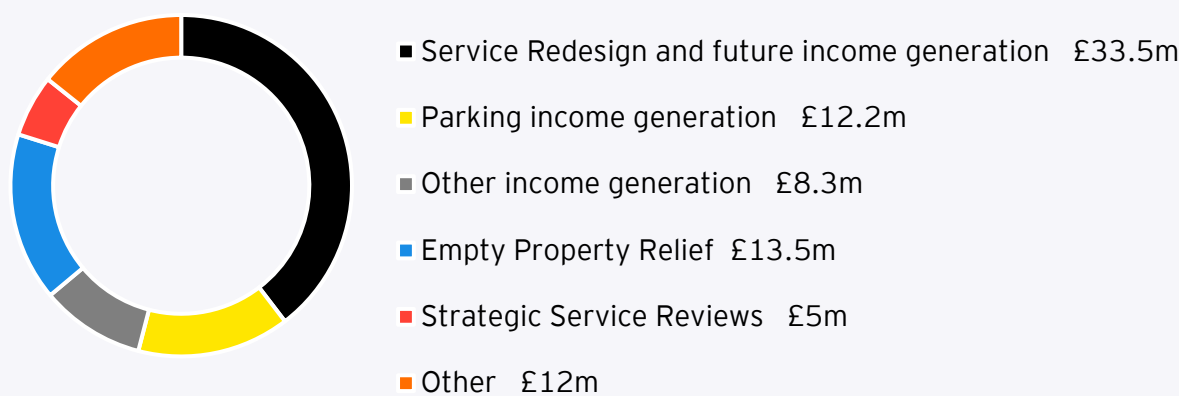 Service Redesign and future income generation £33.5m
Parking income generation £12.2m
Other income generation £8.3m
Empty Property Relief £13.5m
Strategic Service Reviews £5m
Other £12m